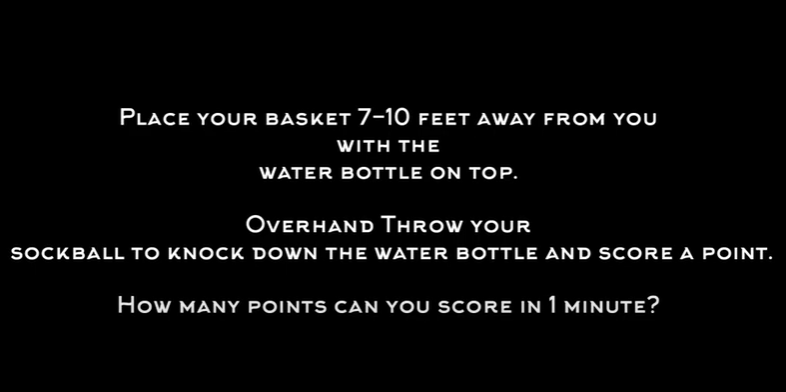 Place your basket 7-10 feet away from you
with the
water bottle on top.
Overhand Throw your
sockball to knock down the water bottle and score a point.
How many points can you score in 1 minute?